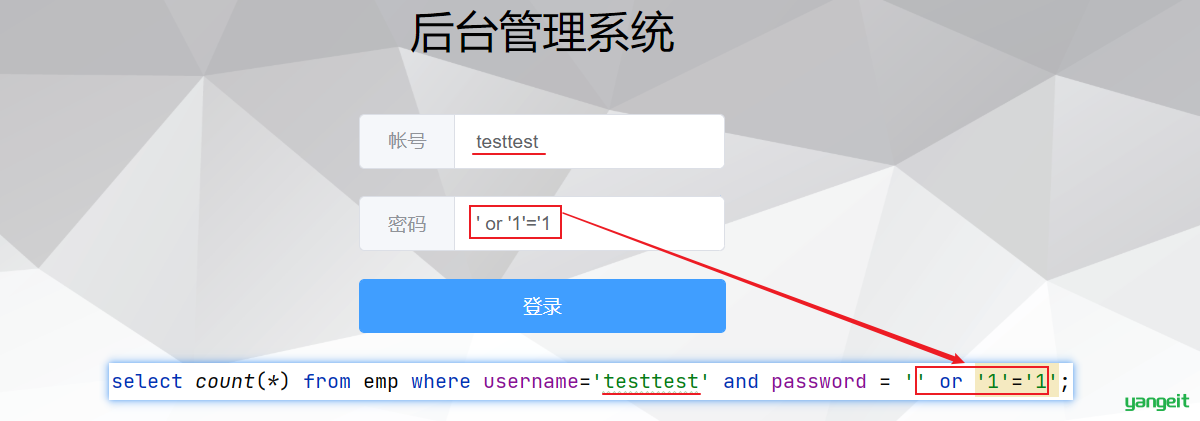 后台管理系统
帐号 testtest
密码 ' or '1'='1
登录
select count(*) from emp where username='testtest' and password = '' or '1'='1';
yangeit